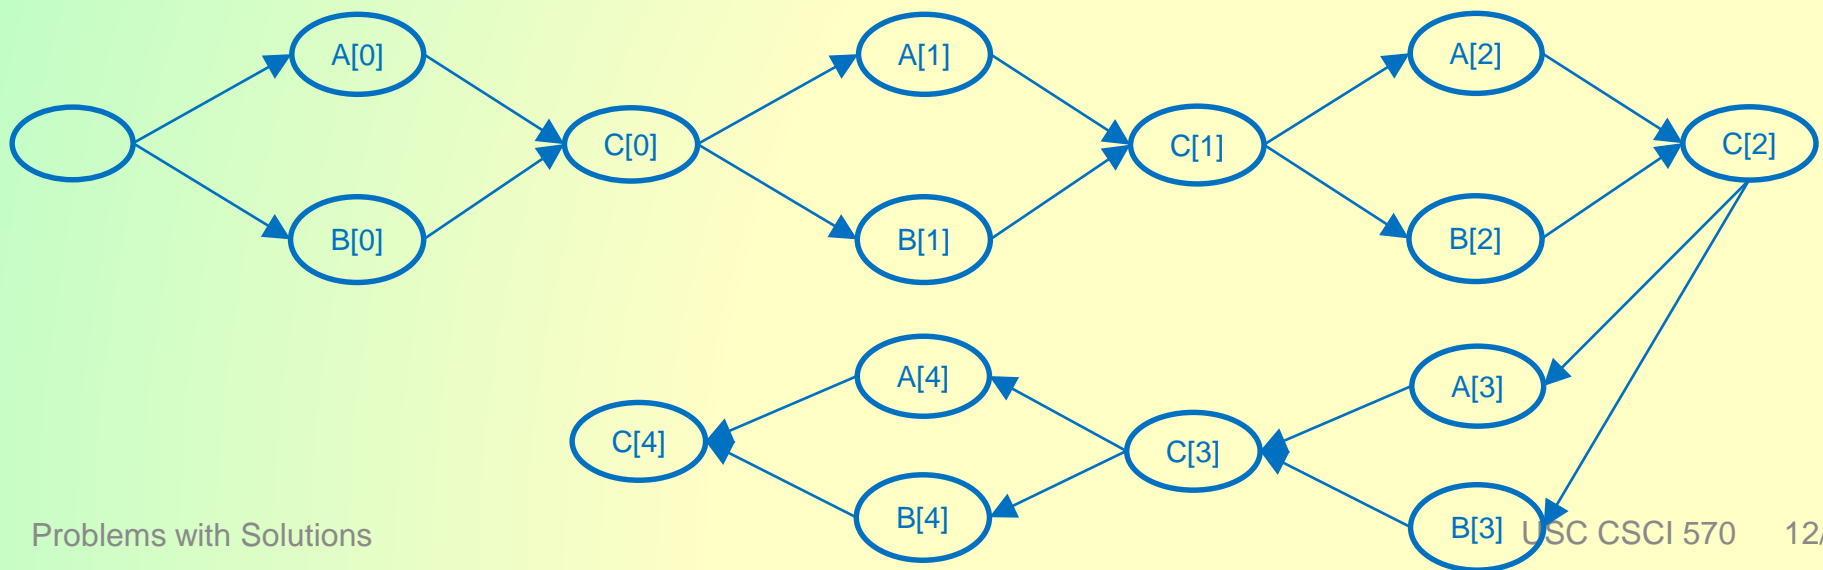 A[0]
A[1]
A[2]
C[0]
C[1]
C[2]
B[0]
B[1]
B[2]
A[4]
A[3]
C[4]
C[3]
B[4]
B[3]
Problems with Solutions
USC CSCI 570
12/